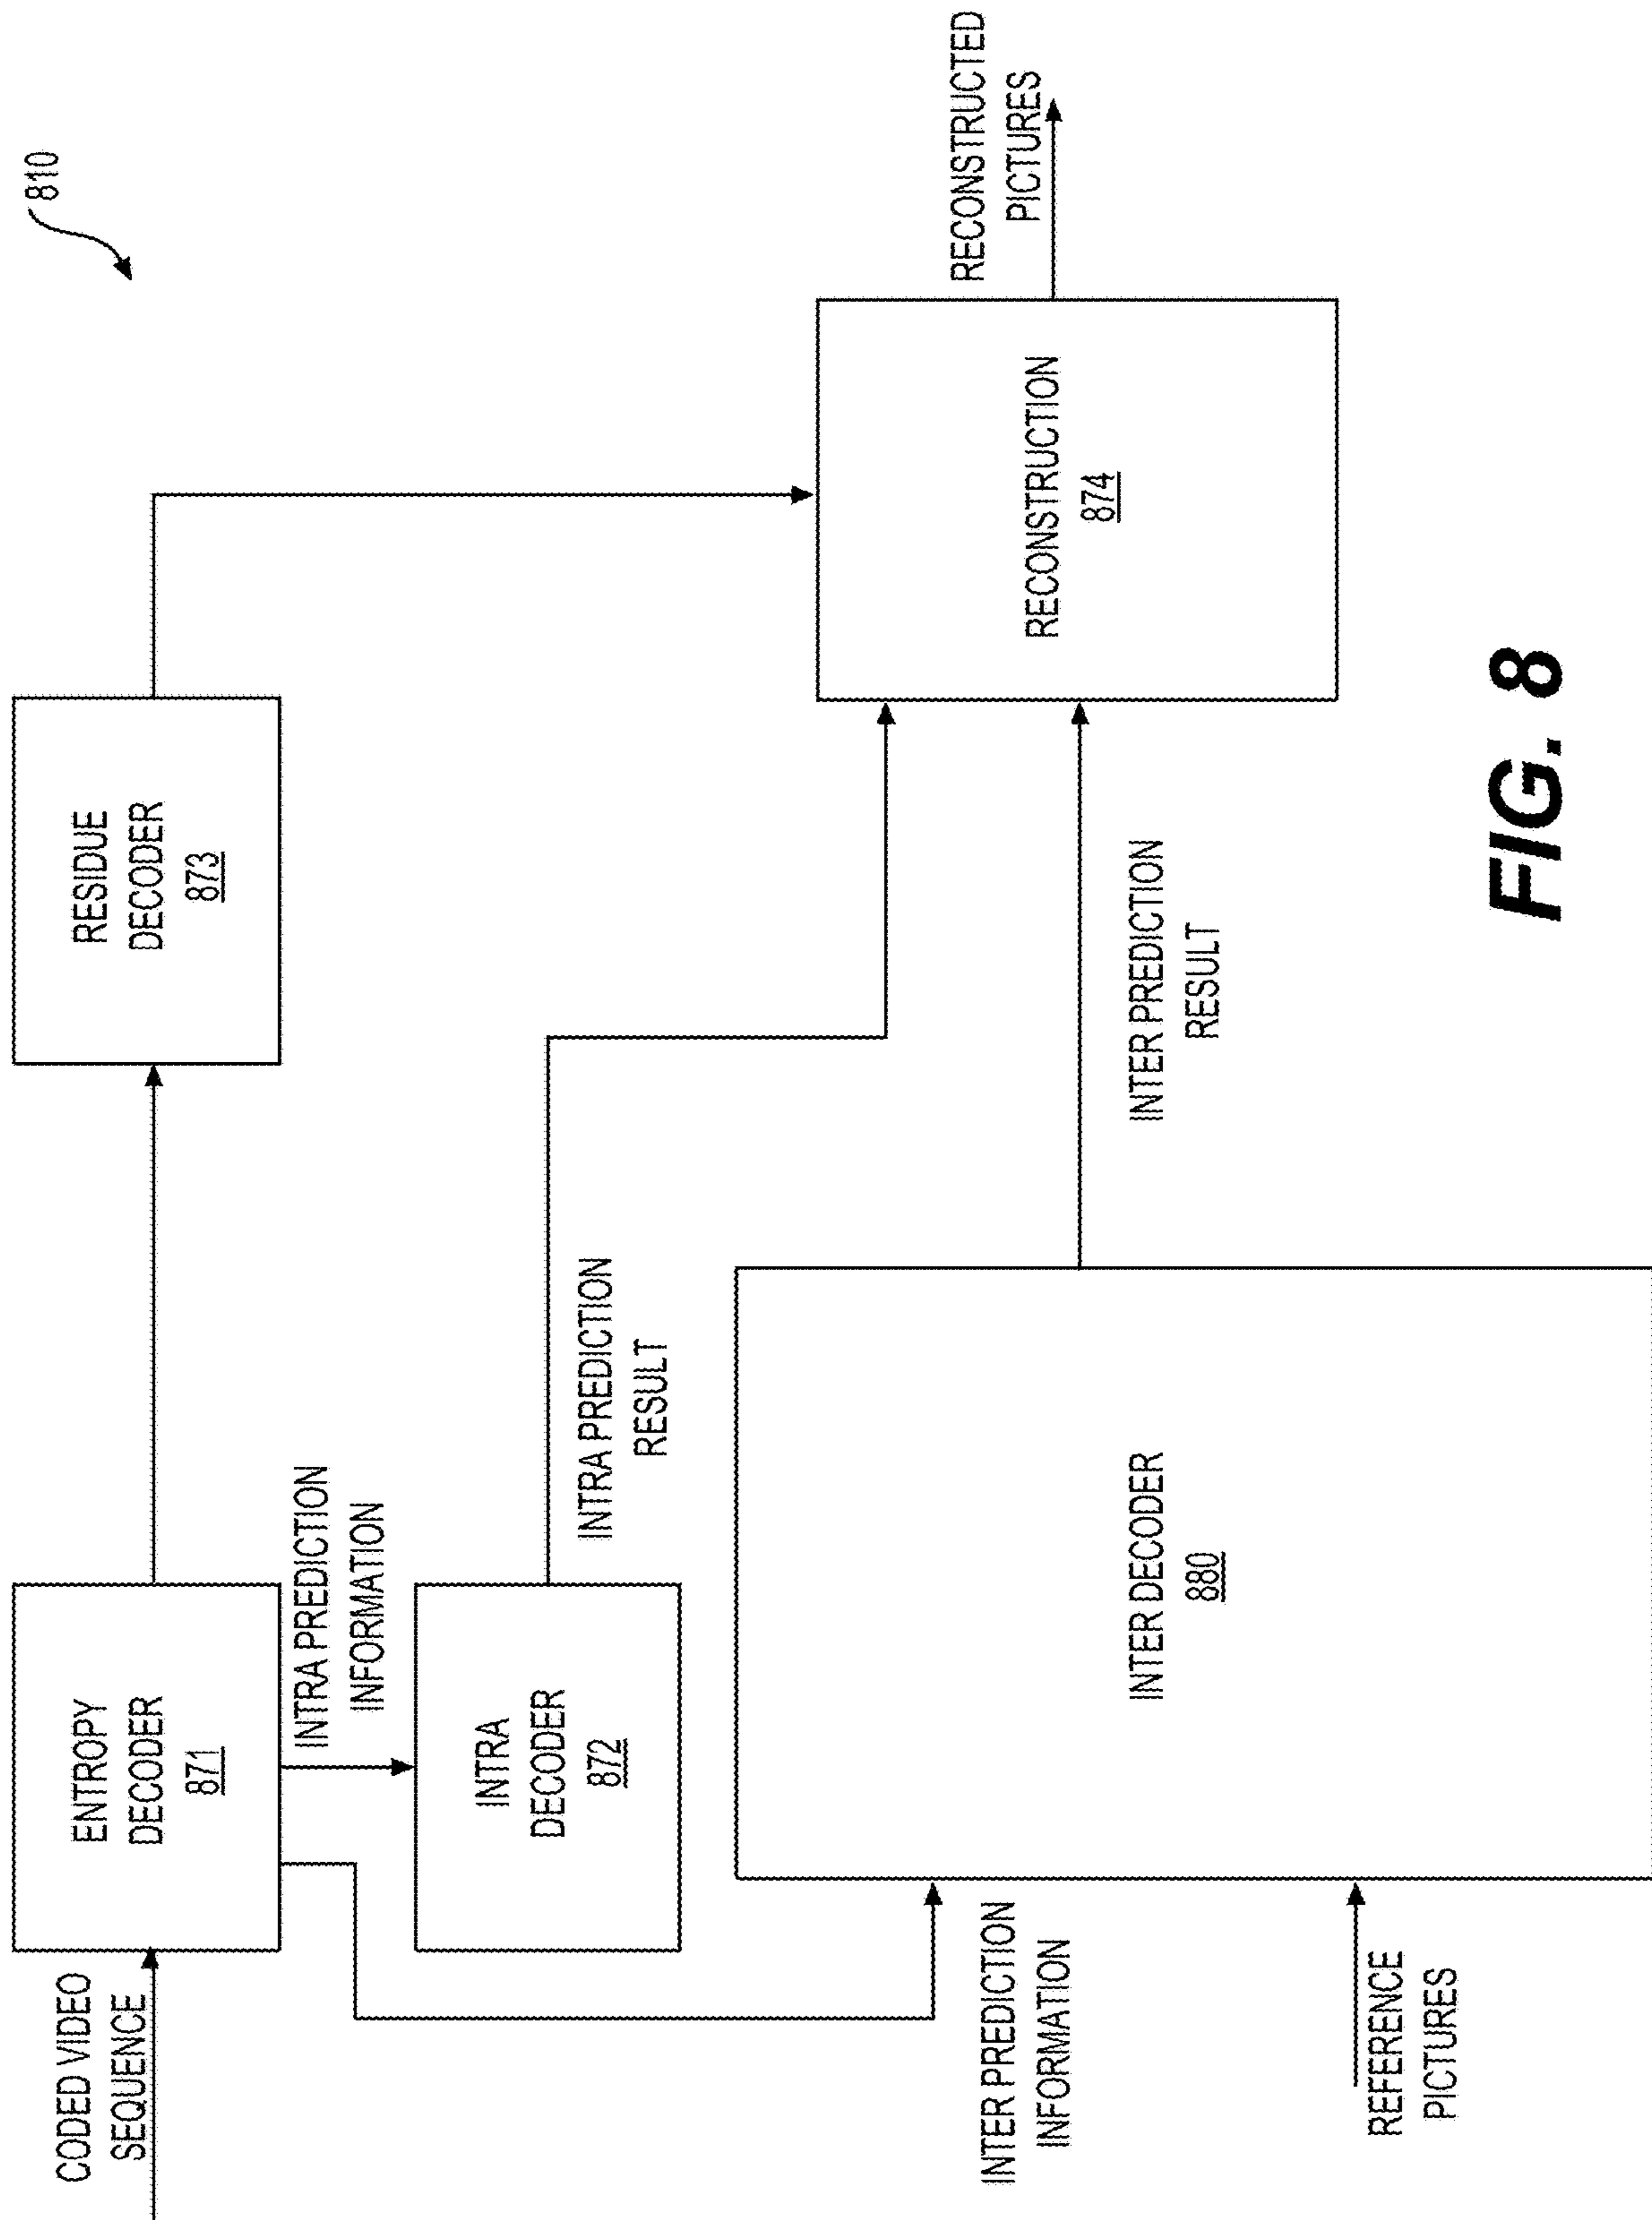 810
CODED VIDEO
SEQUENCE
ENTROPY
DECODER
871
RESIDUE
DECODER
873
INTRA PREDICTION
INFORMATION
INTRA
DECODER
872
INTRA PREDICTION
RESULT
INTER PREDICTION
INFORMATION
REFERENCE
PICTURES
INTER DECODER
880
INTER PREDICTION
RESULT
RECONSTRUCTION
874
RECONSTRUCTED
PICTURES
FIG. 8